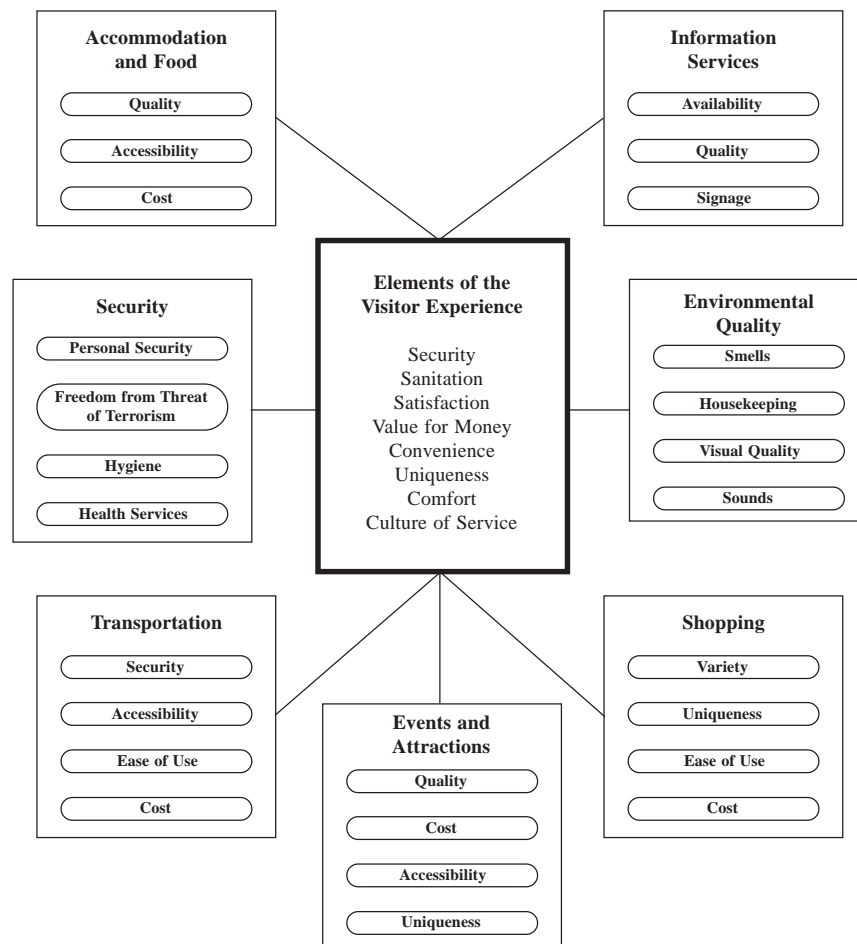 Accommodation
and Food
Quality
Accessibility
Cost
Information
Services
Availability
Quality
Signage
Elements of the
Visitor Experience
Security
Sanitation
Satisfaction
Value for Money
Convenience
Uniqueness
Comfort
Culture of Service
Security
Personal Security
Freedom from Threat
of Terrorism
Hygiene
Health Services
Environmental
Quality
Smells
Housekeeping
Visual Quality
Sounds
Transportation
Security
Accessibility
Ease of Use
Cost
Events and
Attractions
Quality
Cost
Accessibility
Uniqueness
Shopping
Variety
Uniqueness
Ease of Use
Cost